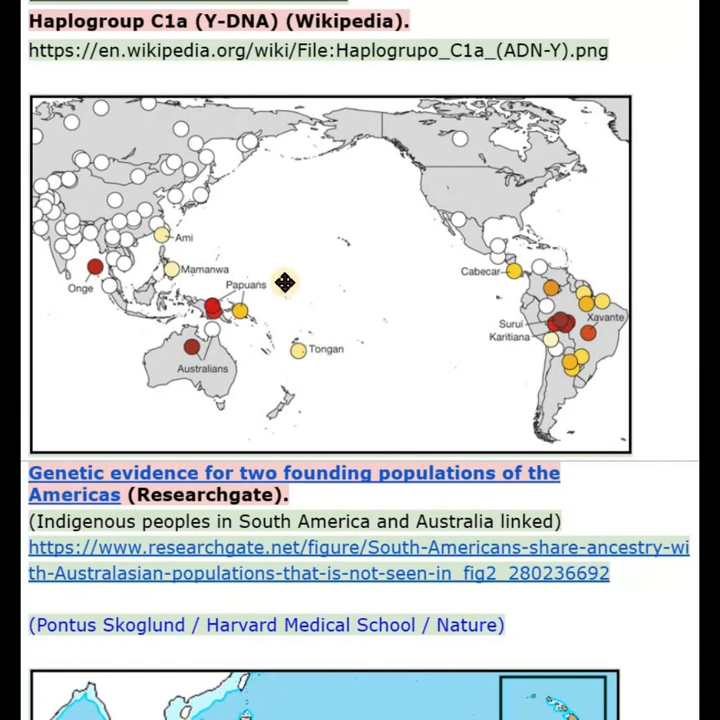 Haplogroup C1a (Y-DNA) (Wikipedia).
https://en.wikipedia.org/wiki/File:Haplogrupo_C1a_(ADN-Y).png
Ami
Mamanwa
Onge
Papuans
Cabecar
Surui
Xavante
Karitiana
Tongan
Australians
Genetic evidence for two founding populations of the
Americas (Researchgate).
(Indigenous peoples in South America and Australia linked)
https://www.researchgate.net/figure/South-Americans-share-ancestry-wi
th-Australasian-populations-that-is-not-seen-in_fig2_280236692
(Pontus Skoglund / Harvard Medical School / Nature)